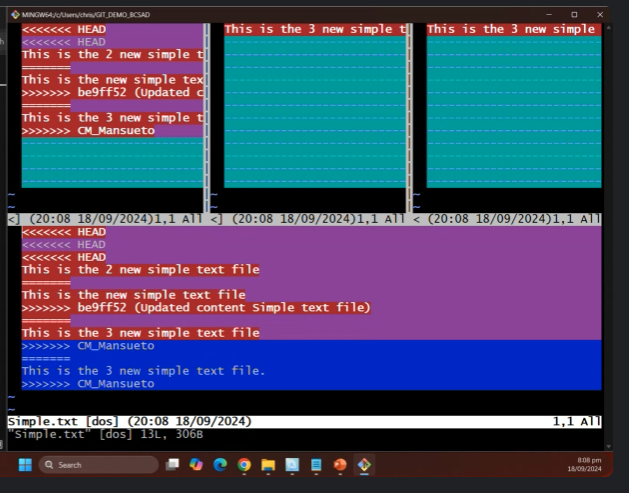 MINGW64:/c/Users/chris/GIT_DEMO_BCSAD
<<<<<<< HEAD
<<<<<<< HEAD
This is the 2 new simple t
=======
This is the new simple tex
>>>>>>> be9ff52 (Updated c
=======
This is the 3 new simple t
>>>>>>> CM_Mansueto
~
~
This is the 3 new simple t
~
~
This is the 3 new simple
~
~
<] (20:08 18/09/2024)1,1 All <] (20:08 18/09/2024)1,1 All < (20:08 18/09/2024)1,1 All
<<<<<<< HEAD
<<<<<<< HEAD
<<<<<<< HEAD
This is the 2 new simple text file
=======
This is the new simple text file
>>>>>>> be9ff52 (Updated content Simple text file)
=======
This is the 3 new simple text file
>>>>>>> CM_Mansueto
=======
This is the 3 new simple text file.
>>>>>>> CM_Mansueto
~
~
Simple.txt [dos] (20:08 18/09/2024) 1,1 All
"Simple.txt" [dos] 13L, 306B
Search
8:08 pm
18/09/2024